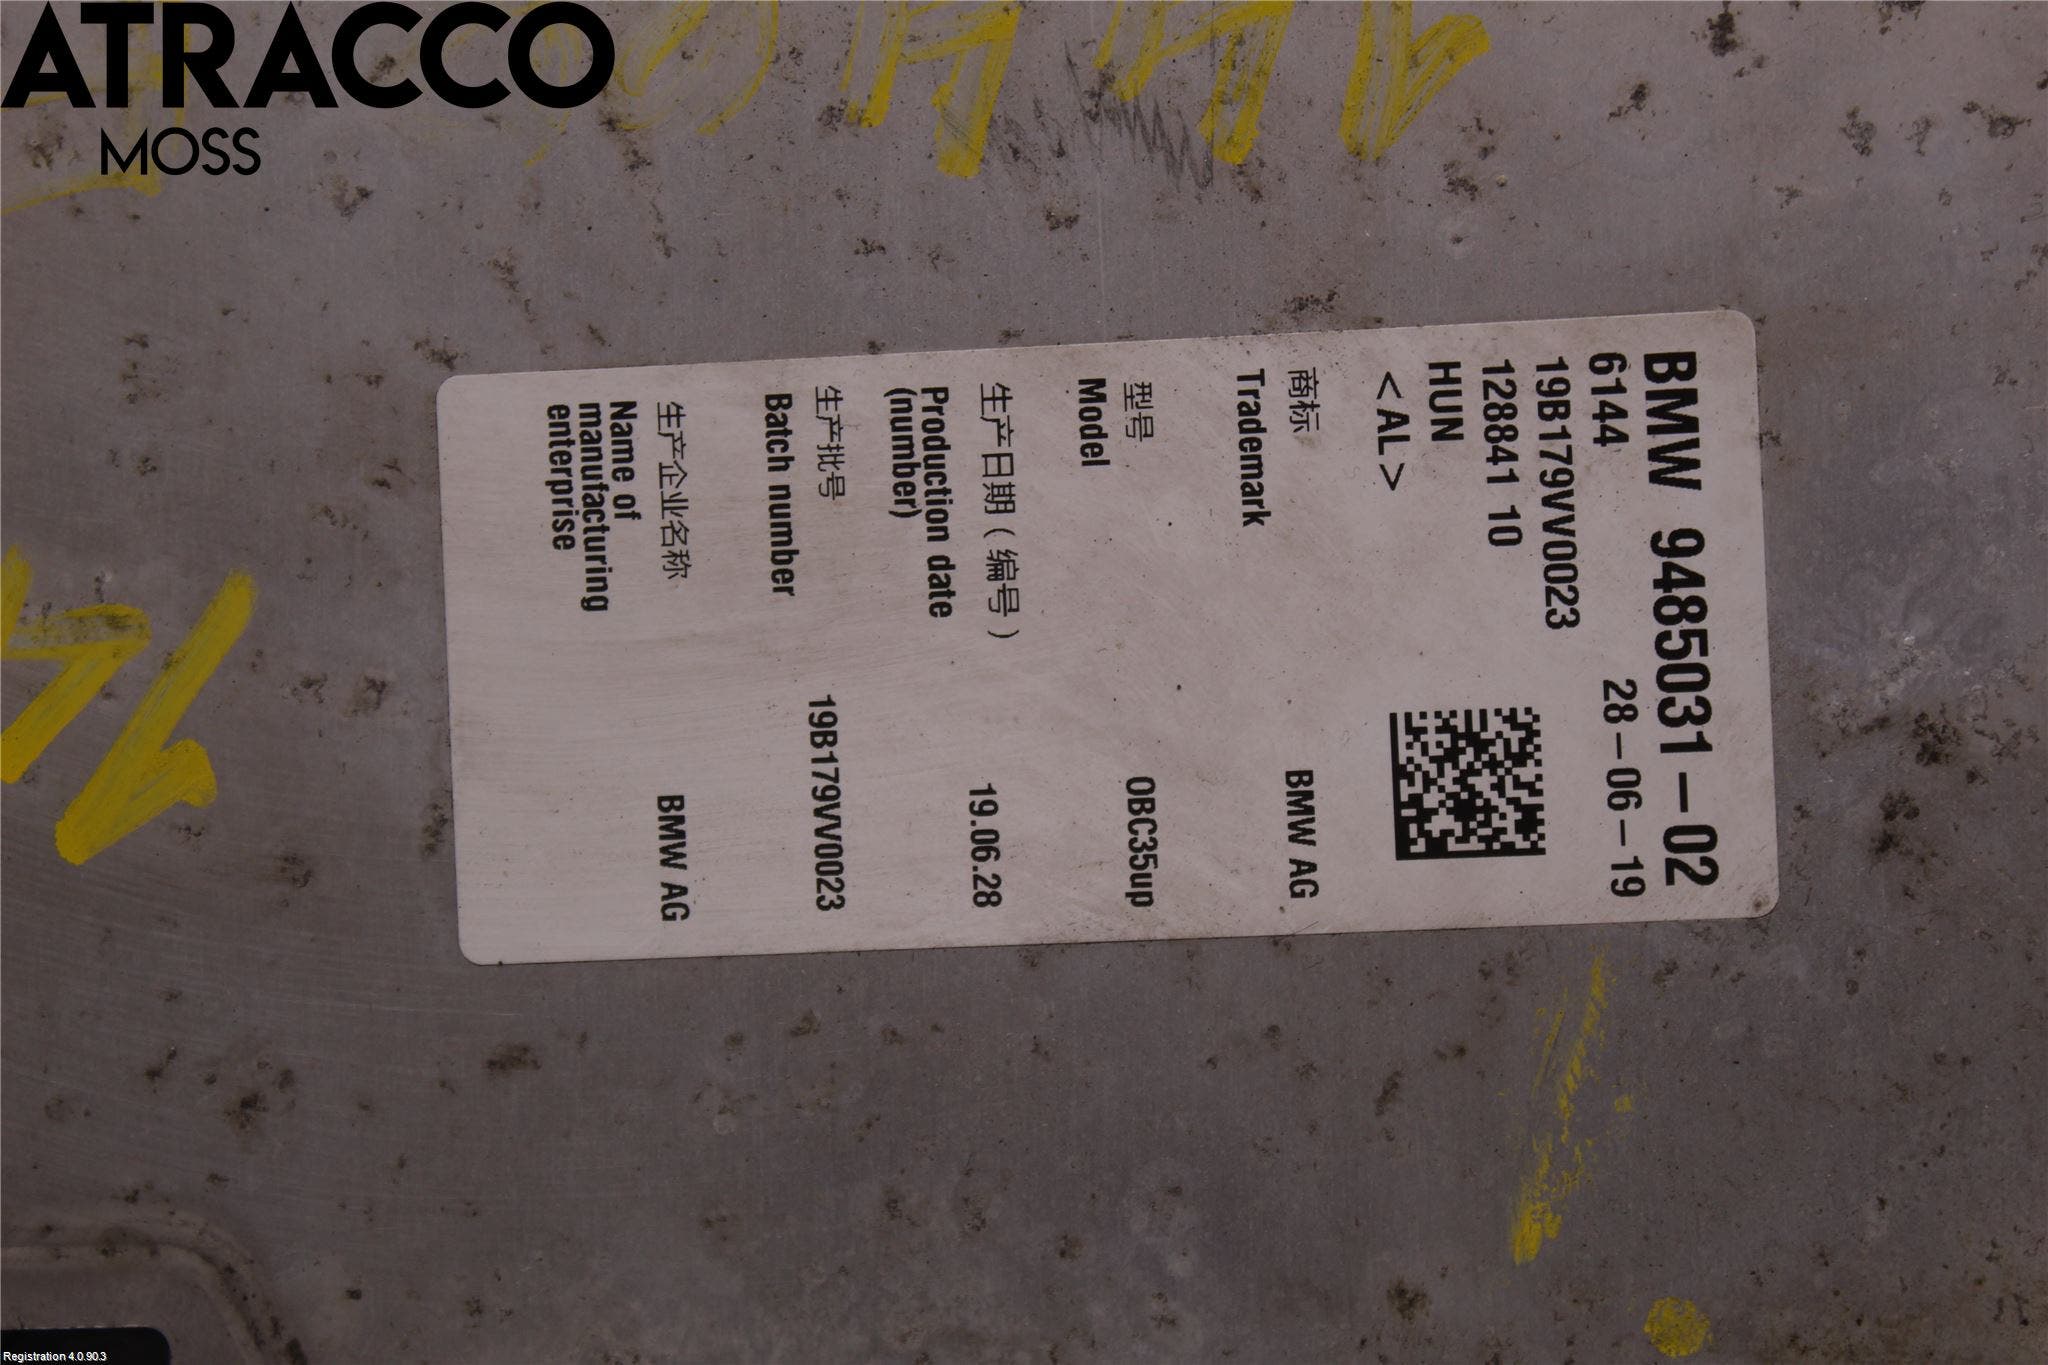 ATRACCO
MOSS
BMW 9485031-02
6144 28-06-19
19B179VV0023
128841 10
HUN
<AL>
商标 BMW AG
Trademark
型号 OBC35up
Model
生产日期(编号) 19.06.28
Production date
(number)
生产批号 19B179VV0023
Batch number
生产企业名称 BMW AG
Name of
manufacturing
enterprise
Registration 4.0.90.3